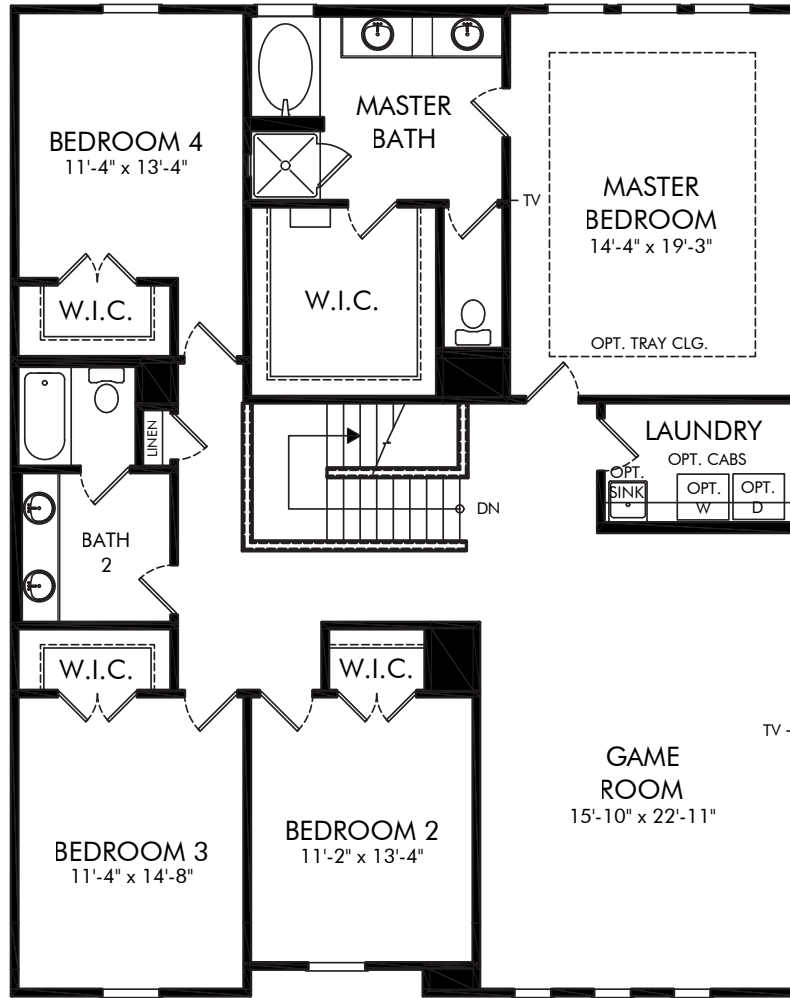 BEDROOM 4
11'-4" x 13'-4"
MASTER
BATH
TV
MASTER
BEDROOM
14'-4" x 19'-3"
OPT. TRAY CLG.
W.I.C.
W.I.C.
LINEN
LAUNDRY
OPT. CABS
OPT.
SINK
OPT.
W
OPT.
D
DN
BATH
2
W.I.C.
W.I.C.
TV
GAME
ROOM
15'-10" x 22'-11"
BEDROOM 3
11'-4" x 14'-8"
BEDROOM 2
11'-2" x 13'-4"